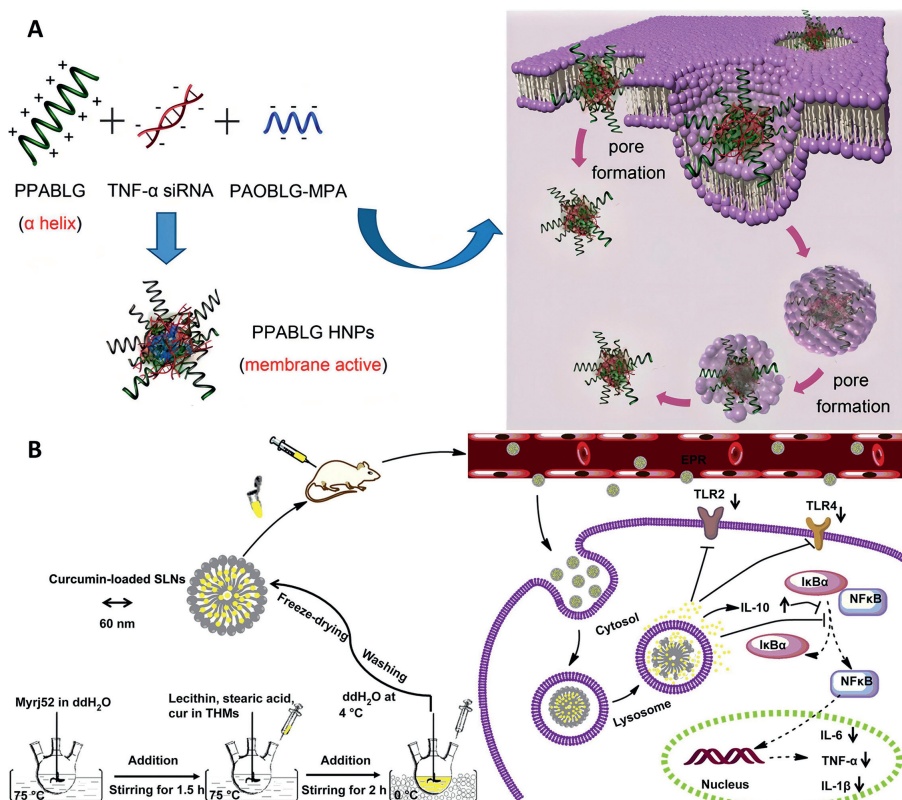 A
+ + + + + + + +
+
- - - -
+
- - - - - -
PPABLG
(α helix)
TNF-α siRNA
PAOBLG-MPA
PPABLG HNPs
(membrane active)
pore
formation
pore
formation
B
EPR
TLR2
TLR4
Curcumin-loaded SLNs
60 nm
Freeze-drying
Washing
IL-10
IκBα
NFκB
Cytosol
IκBα
Lysosome
NFκB
Myrj52 in ddH₂O
Lecithin, stearic acid,
cur in THMs
ddH₂O at
4 °C
IL-6
TNF-α
IL-1β
Nucleus
Addition
Stirring for 1.5 h
Addition
Stirring for 2 h
75 °C
75 °C
0 °C